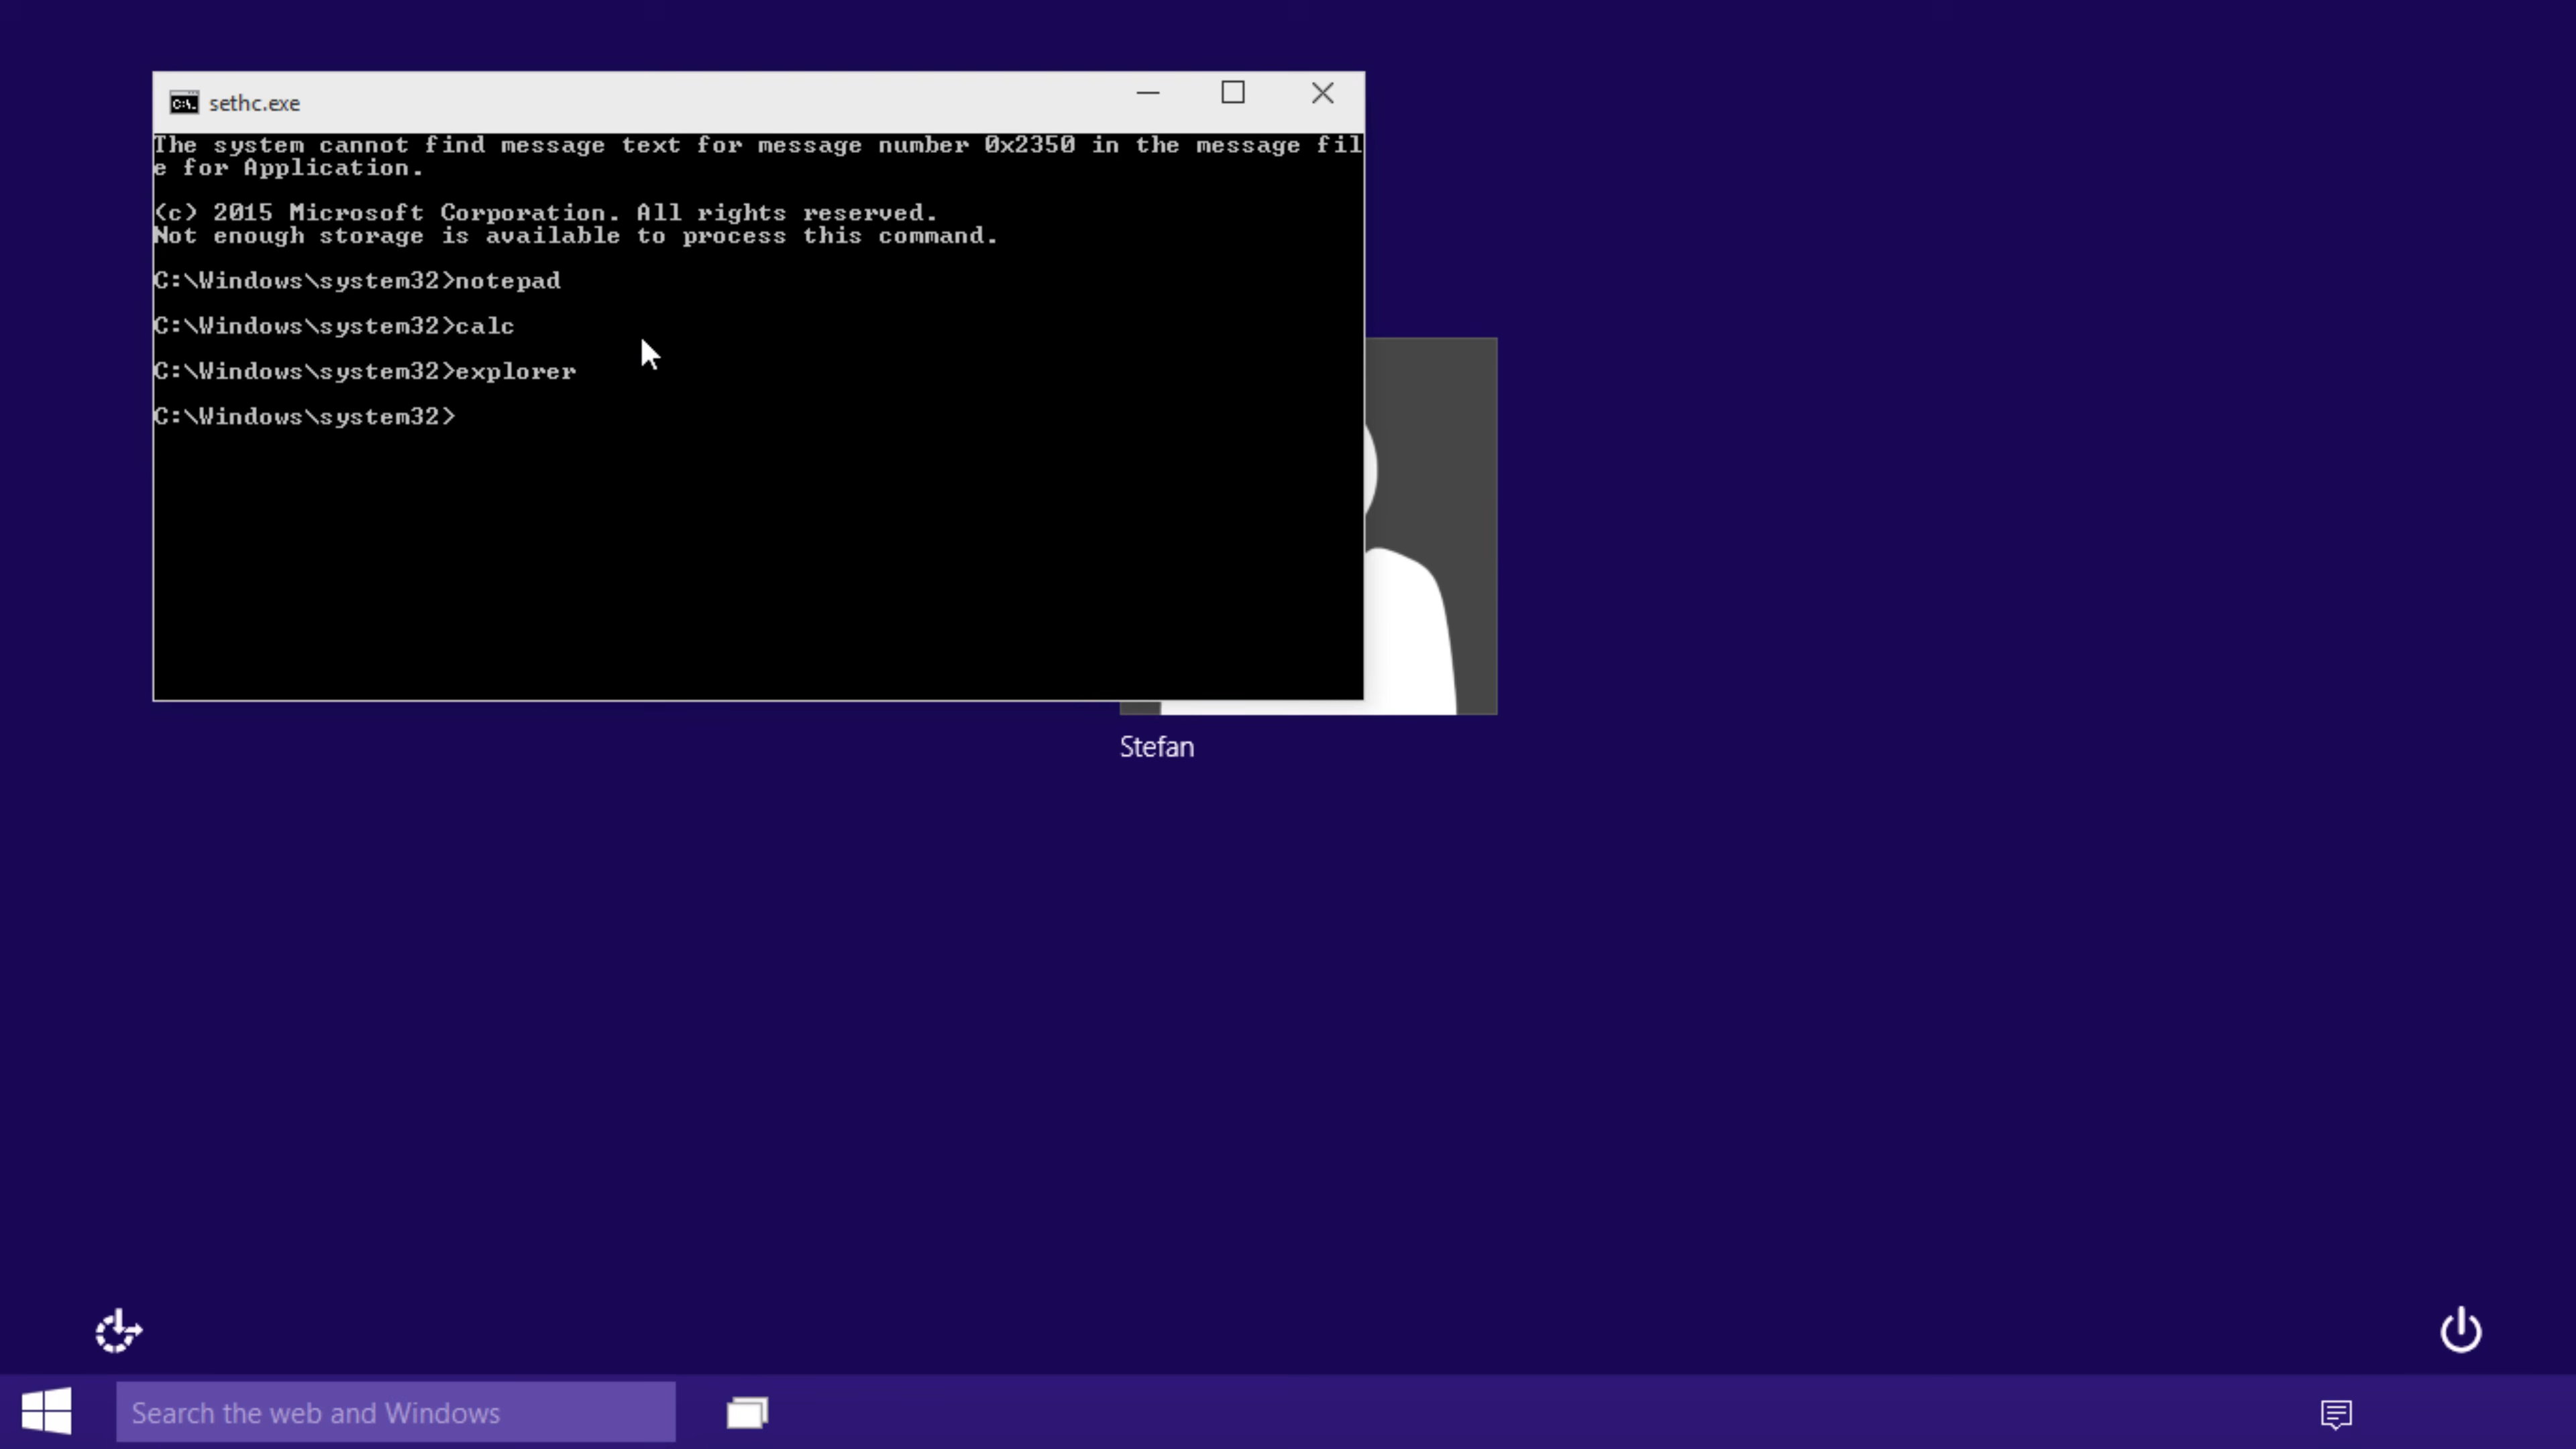 sethc.exe
The system cannot find message text for message number 0x2350 in the message fil
e for Application.
(c) 2015 Microsoft Corporation. All rights reserved.
Not enough storage is available to process this command.
C:\Windows\system32>notepad
C:\Windows\system32>calc
C:\Windows\system32>explorer
C:\Windows\system32>
Stefan
Search the web and Windows